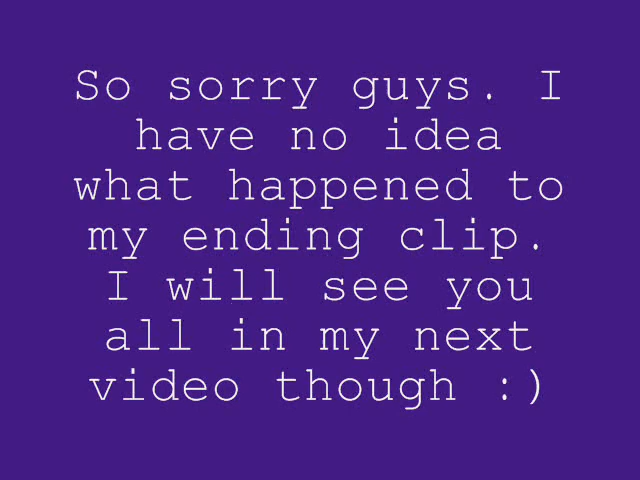 So sorry guys. I
have no idea
what happened to
my ending clip.
I will see you
all in my next
video though :)